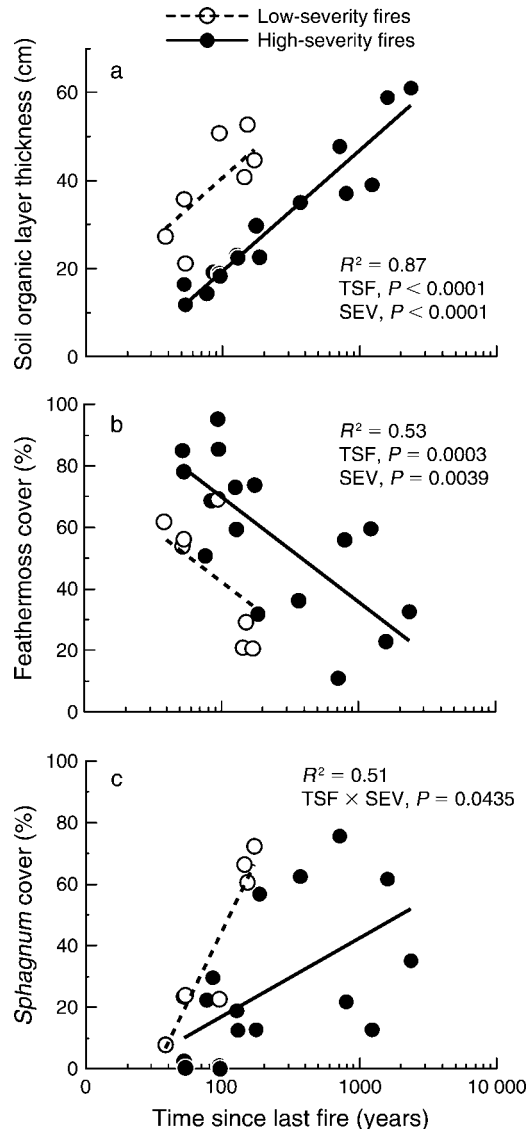 Low-severity fires
High-severity fires
a
Soil organic layer thickness (cm)
60
40
20
0
R² = 0.87
TSF, P < 0.0001
SEV, P < 0.0001
b
Feathermoss cover (%)
100
80
60
40
20
0
R² = 0.53
TSF, P = 0.0003
SEV, P = 0.0039
c
Sphagnum cover (%)
100
80
60
40
20
0
R² = 0.51
TSF × SEV, P = 0.0435
0 100 1000 10 000
Time since last fire (years)